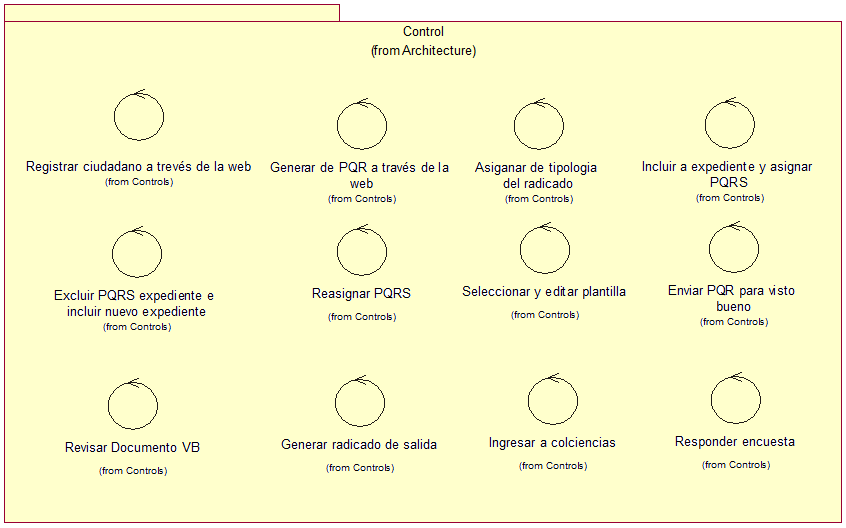 Control
(from Architecture)
Registrar ciudadano a trevés de la web
(from Controls)
Generar de PQR a través de la
web
(from Controls)
Asiganar de tipologia
del radicado
(from Controls)
Incluir a expediente y asignar
PQRS
(from Controls)
Excluir PQRS expediente e
incluir nuevo expediente
(from Controls)
Reasignar PQRS
(from Controls)
Seleccionar y editar plantilla
(from Controls)
Enviar PQR para visto
bueno
(from Controls)
Revisar Documento VB
(from Controls)
Generar radicado de salida
(from Controls)
Ingresar a colciencias
(from Controls)
Responder encuesta
(from Controls)